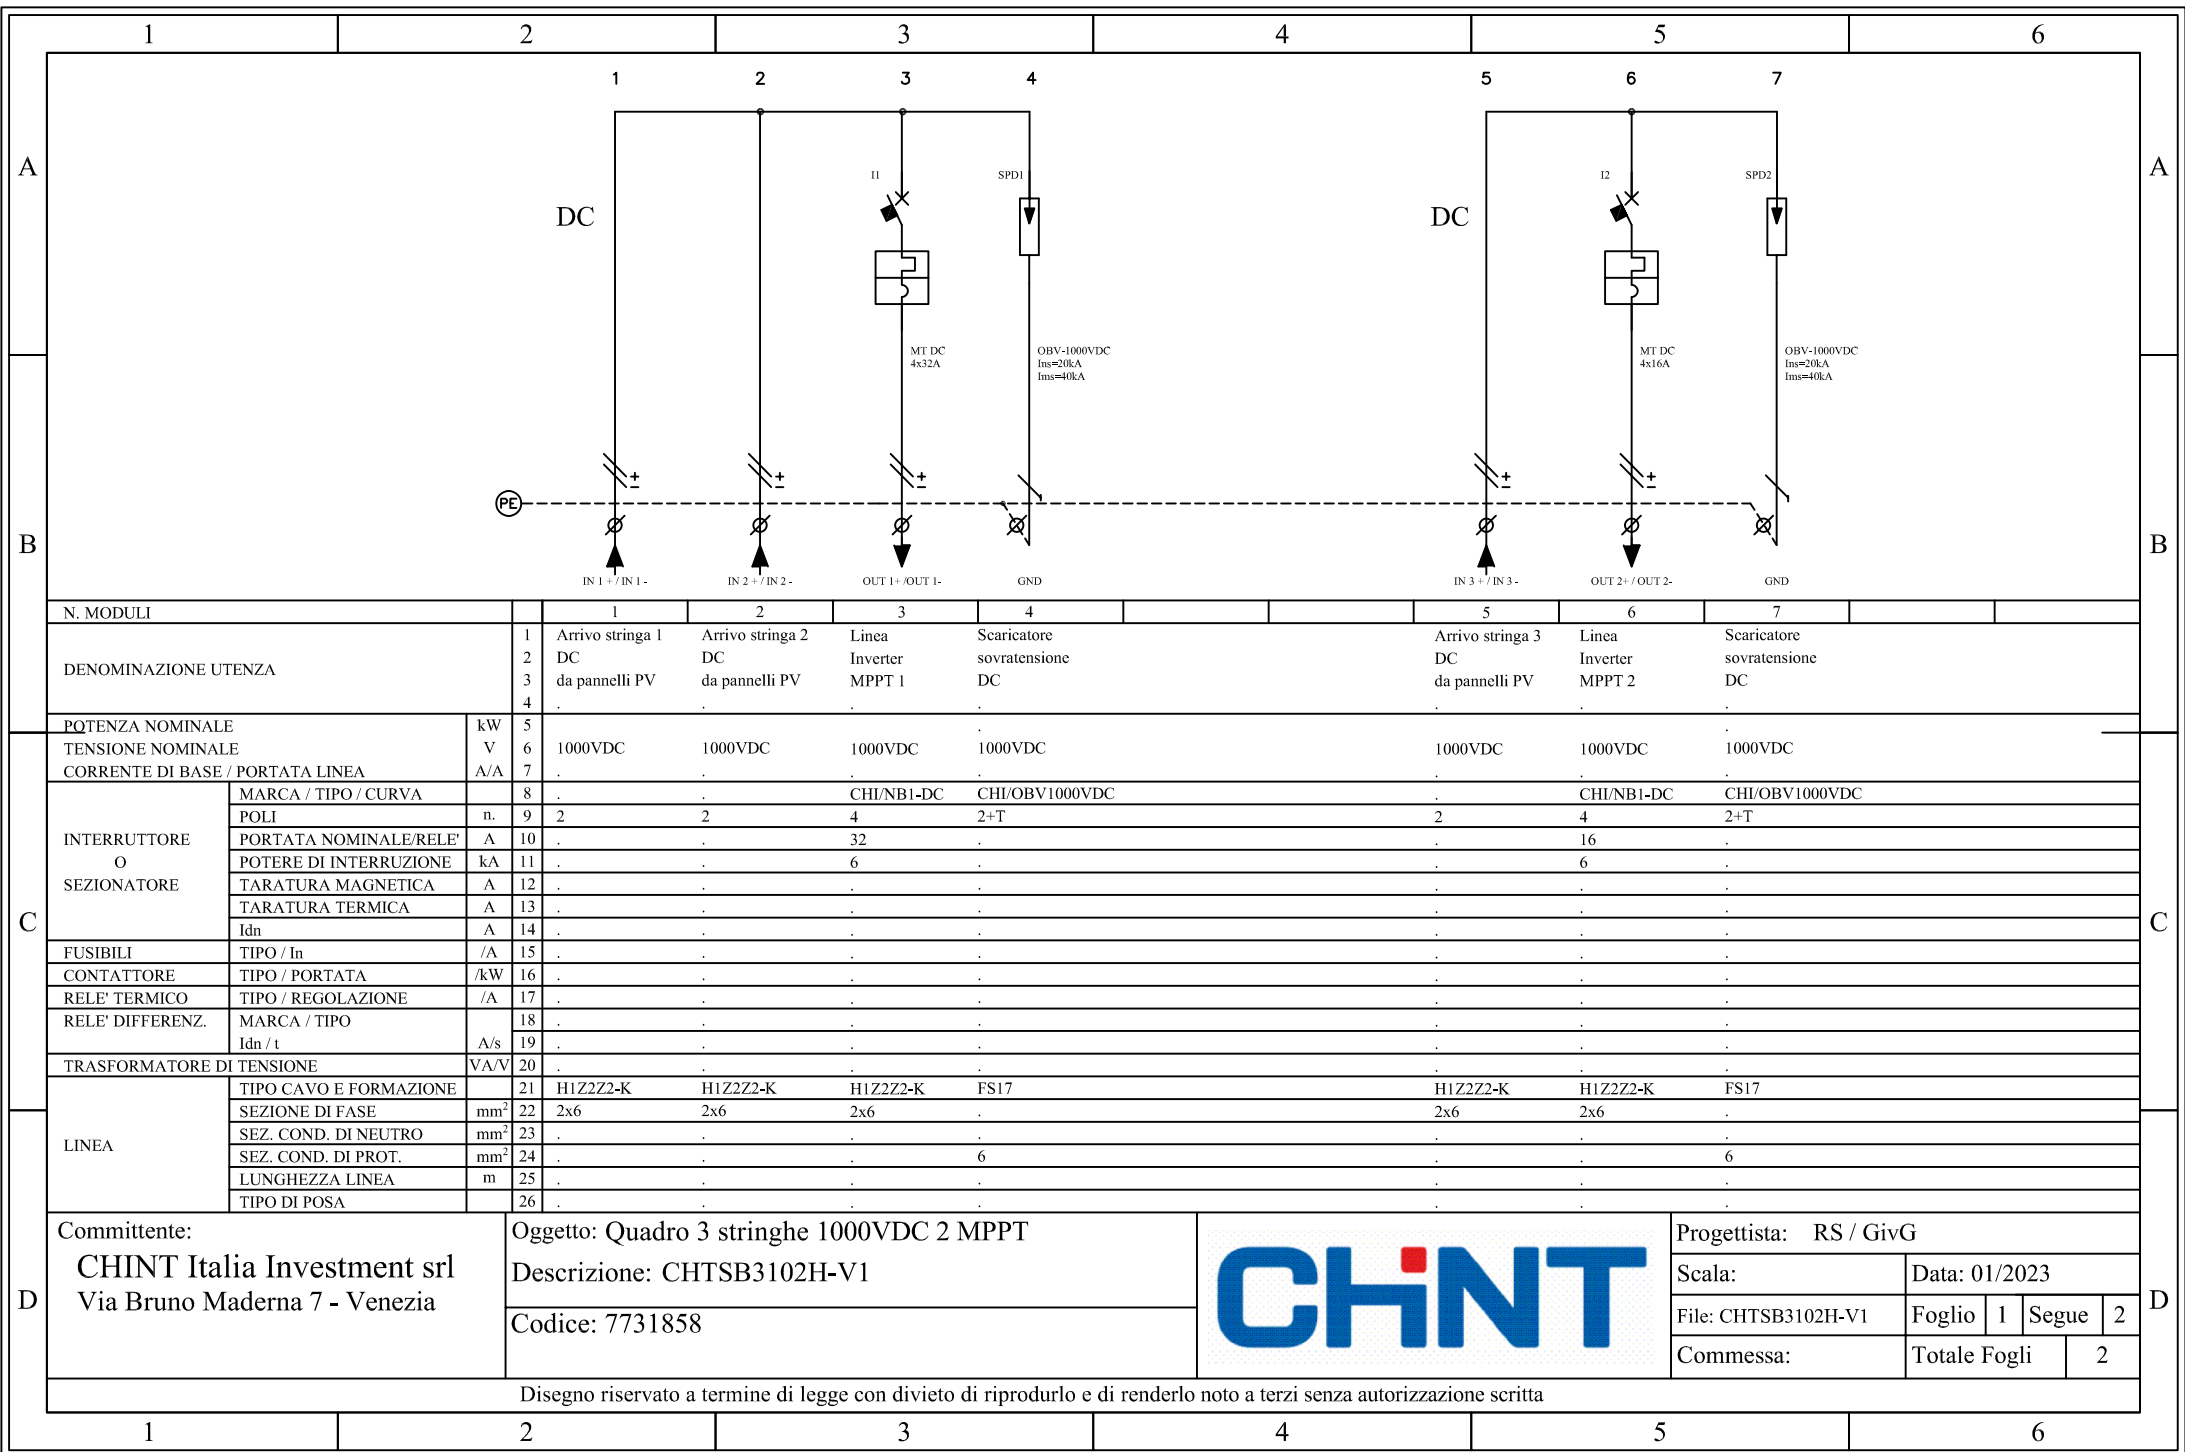 1 2 3 4 5 6
1 2 3 4 5 6 7
A A
I1 SPD1 I2 SPD2
DC DC
MT DC
4x32A
OBV-1000VDC
Ins=20kA
Ims=40kA
MT DC
4x16A
OBV-1000VDC
Ins=20kA
Ims=40kA
± ± ± ± ±
PE
B B
IN 1 + / IN 1 - IN 2 + / IN 2 - OUT 1+ /OUT 1- GND IN 3 + / IN 3 - OUT 2+ / OUT 2- GND
N. MODULI 1 2 3 4 5 6 7
DENOMINAZIONE UTENZA
1 Arrivo stringa 1 Arrivo stringa 2 Linea Scaricatore Arrivo stringa 3 Linea Scaricatore
2 DC DC Inverter sovratensione DC Inverter sovratensione
3 da pannelli PV da pannelli PV MPPT 1 DC da pannelli PV MPPT 2 DC
4 . . . . . . .
POTENZA NOMINALE kW 5 . .
TENSIONE NOMINALE V 6 1000VDC 1000VDC 1000VDC 1000VDC 1000VDC 1000VDC 1000VDC
CORRENTE DI BASE / PORTATA LINEA A/A 7 . . . . . . .
INTERRUTTORE
O
SEZIONATORE
MARCA / TIPO / CURVA 8 . . CHI/NB1-DC CHI/OBV1000VDC . CHI/NB1-DC CHI/OBV1000VDC
POLI n. 9 2 2 4 2+T 2 4 2+T
PORTATA NOMINALE/RELE' A 10 . . 32 . . 16 .
POTERE DI INTERRUZIONE kA 11 . . 6 . . 6 .
TARATURA MAGNETICA A 12 . . . . . . .
TARATURA TERMICA A 13 . . . . . . .
Idn A 14 . . . . . . .
FUSIBILI TIPO / In /A 15 . . . . . . .
CONTATTORE TIPO / PORTATA /kW 16 . . . . . . .
RELE' TERMICO TIPO / REGOLAZIONE /A 17 . . . . . . .
RELE' DIFFERENZ. MARCA / TIPO 18 . . . . . . .
Idn / t A/s 19 . . . . . . .
TRASFORMATORE DI TENSIONE VA/V 20 . . . . . . .
LINEA
TIPO CAVO E FORMAZIONE 21 H1Z2Z2-K H1Z2Z2-K H1Z2Z2-K FS17 H1Z2Z2-K H1Z2Z2-K FS17
SEZIONE DI FASE mm² 22 2x6 2x6 2x6 . 2x6 2x6 .
SEZ. COND. DI NEUTRO mm² 23 . . . . . . .
SEZ. COND. DI PROT. mm² 24 . . . 6 . . 6
LUNGHEZZA LINEA m 25 . . . . . . .
TIPO DI POSA 26 . . . . . . .
C C
D D
Committente:
CHINT Italia Investment srl
Via Bruno Maderna 7 - Venezia
Oggetto: Quadro 3 stringhe 1000VDC 2 MPPT
Descrizione: CHTSB3102H-V1
Codice: 7731858
CHINT
Progettista: RS / GivG
Scala: Data: 01/2023
File: CHTSB3102H-V1 Foglio 1 Segue 2
Commessa: Totale Fogli 2
Disegno riservato a termine di legge con divieto di riprodurlo e di renderlo noto a terzi senza autorizzazione scritta
1 2 3 4 5 6